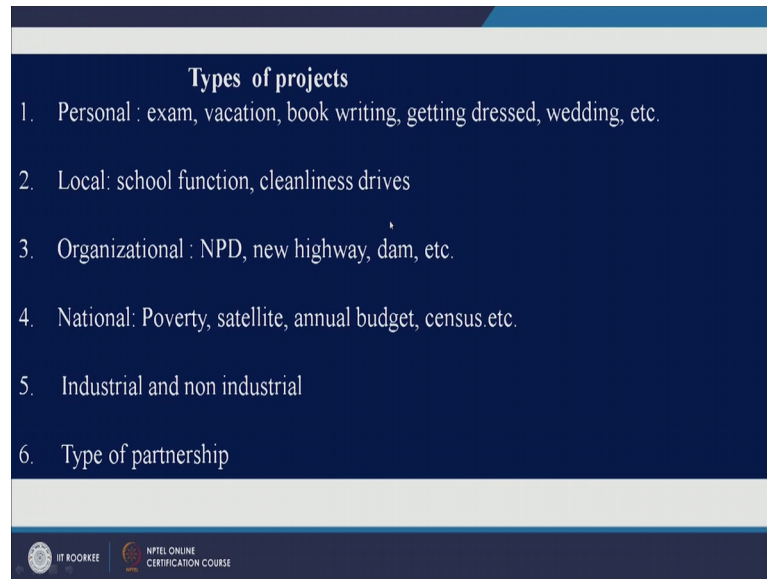 Types of projects
1. Personal : exam, vacation, book writing, getting dressed, wedding, etc.
2. Local: school function, cleanliness drives
3. Organizational : NPD, new highway, dam, etc.
4. National: Poverty, satellite, annual budget, census.etc.
5. Industrial and non industrial
6. Type of partnership
IIT ROORKEE
NPTEL ONLINE
CERTIFICATION COURSE